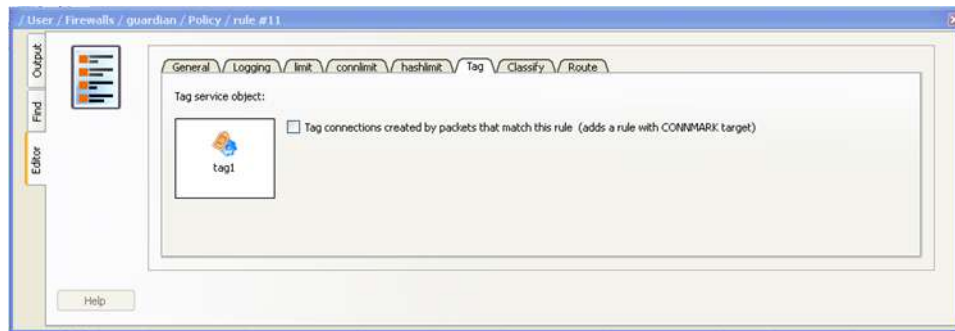 / User / Firewalls / guardian / Policy / rule #11
Output
Find
Editor
General Logging limit connlimit hashlimit Tag Classify Route
Tag service object:
Tag connections created by packets that match this rule (adds a rule with CONNMARK target)
tag1
Help